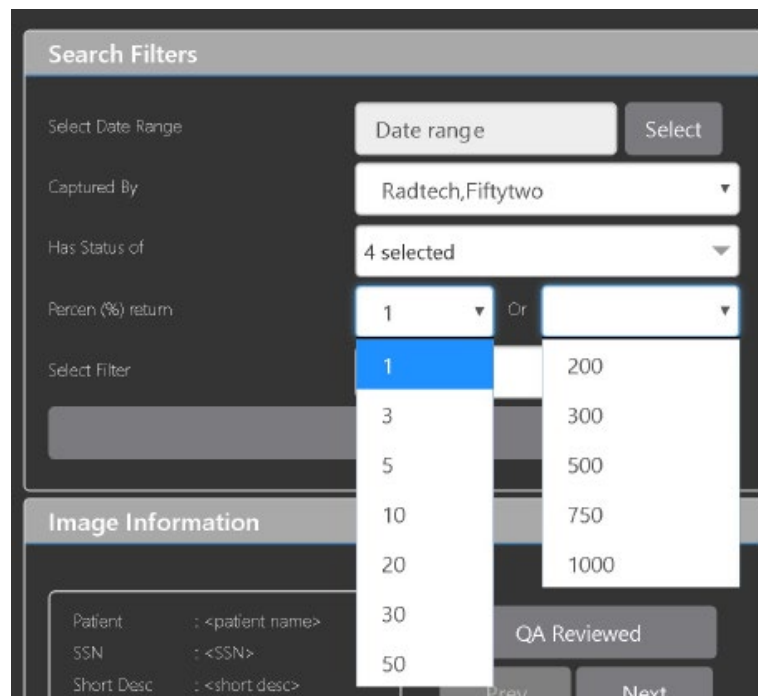 Search Filters
Select Date Range
Date range
Select
Captured By
Radtech,Fiftytwo
Has Status of
4 selected
Percen (%) return
1
Or
Select Filter
1
3
5
10
20
30
50
200
300
500
750
1000
Image Information
Patient : <patient name>
SSN : <SSN>
Short Desc : <short desc>
QA Reviewed
Prev
Next